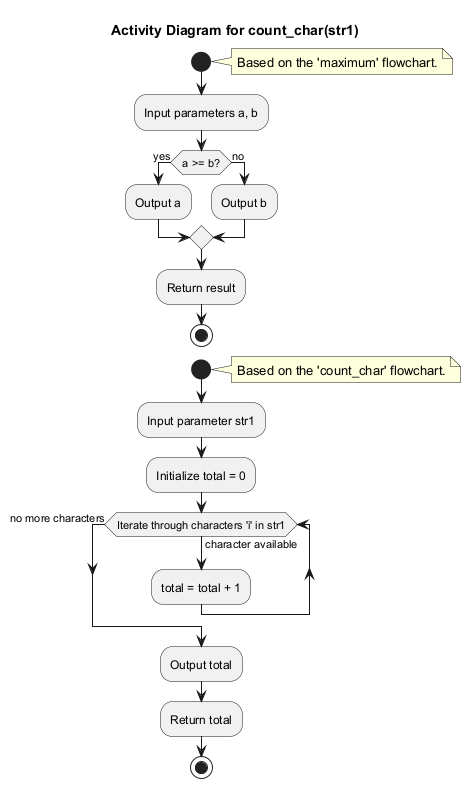 Activity Diagram for count_char(str1)
Based on the 'maximum' flowchart.
Input parameters a, b
yes
a >= b?
no
Output a
Output b
Return result
Based on the 'count_char' flowchart.
Input parameter str1
Initialize total = 0
no more characters
Iterate through characters 'i' in str1
character available
total = total + 1
Output total
Return total